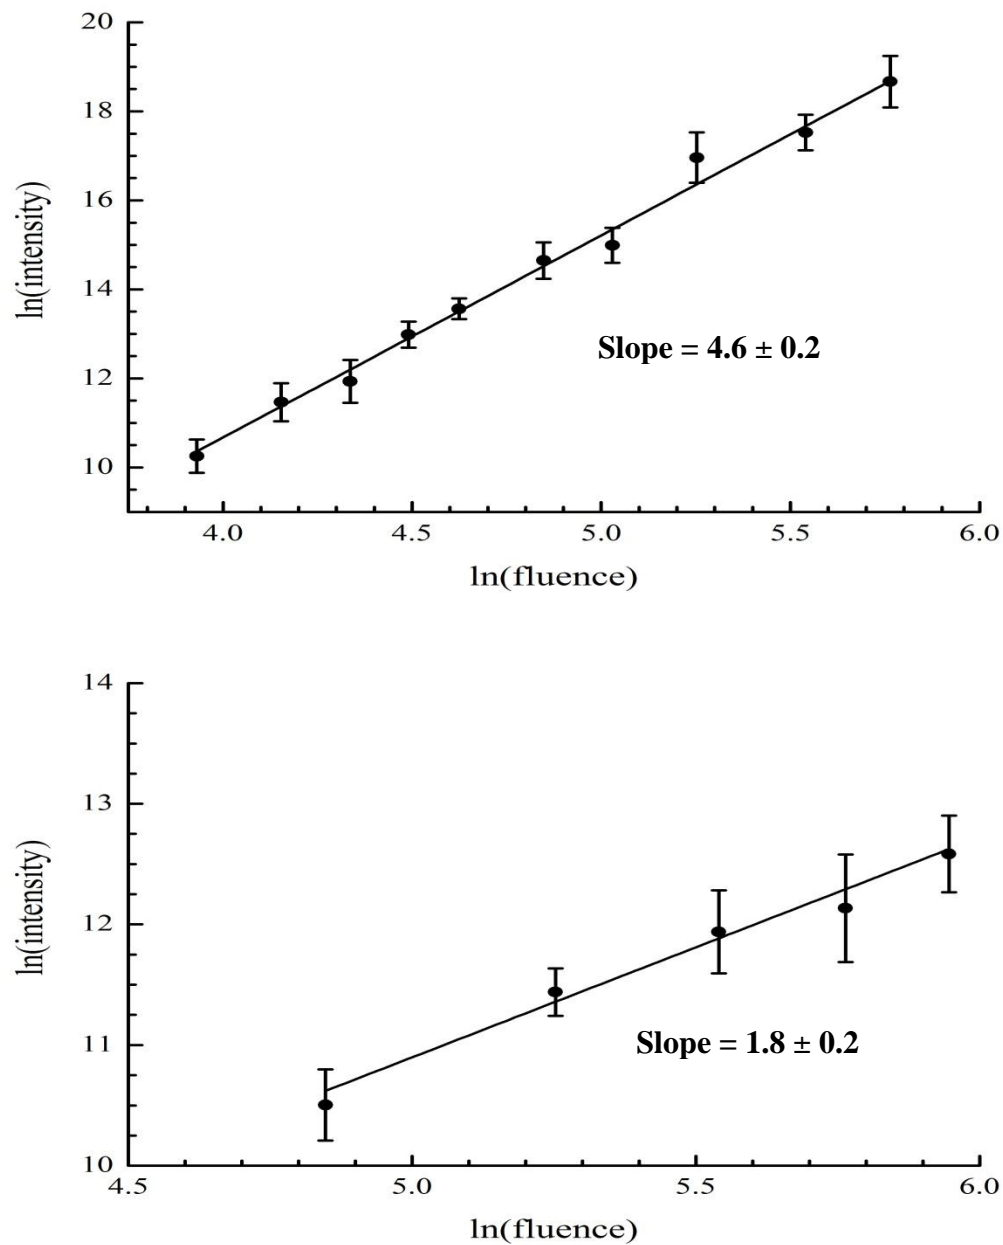 20
18
16
14
12
10
ln(intensity)
Slope = 4.6 ± 0.2
4.0 4.5 5.0 5.5 6.0
ln(fluence)
14
13
12
11
10
ln(intensity)
Slope = 1.8 ± 0.2
4.5 5.0 5.5 6.0
ln(fluence)